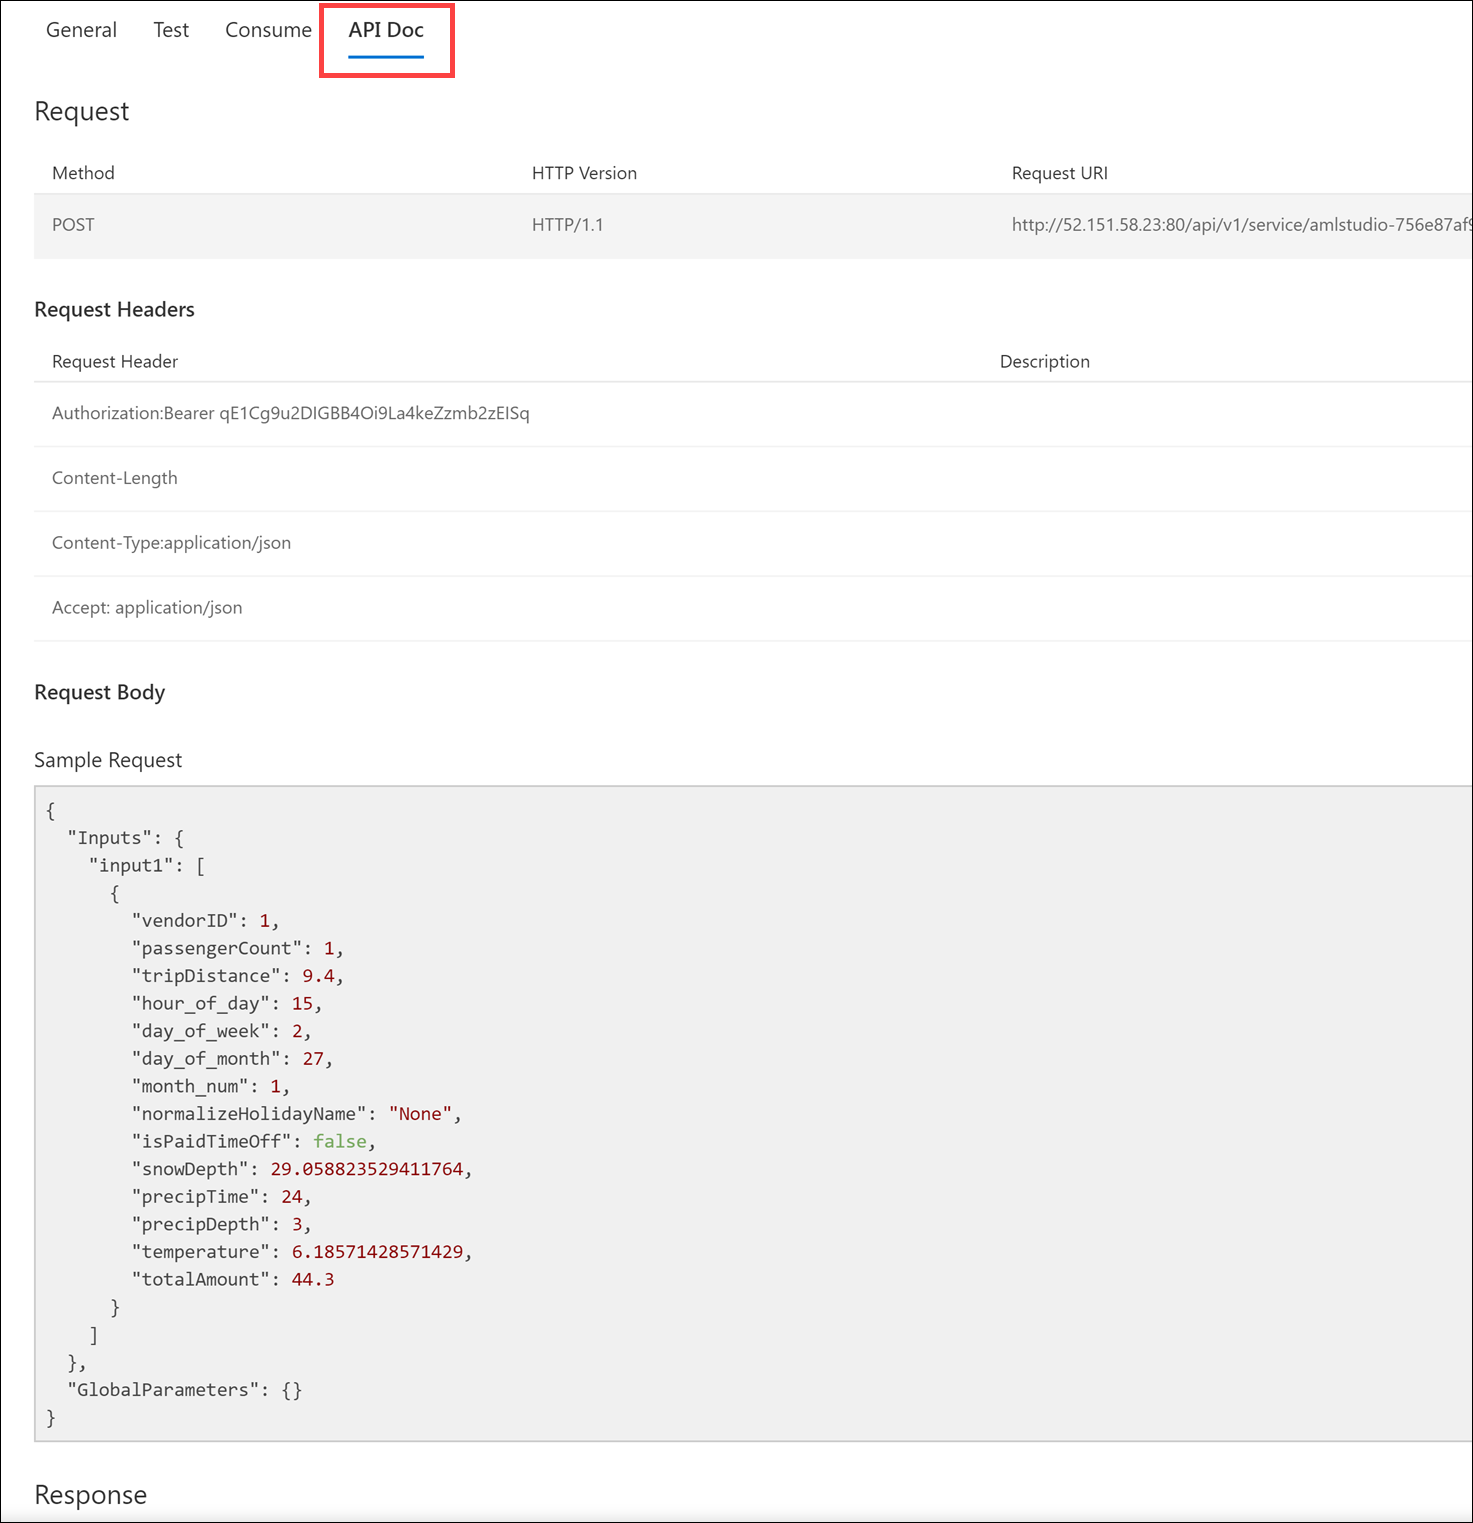 General Test Consume API Doc
Request
Method HTTP Version Request URI
POST HTTP/1.1 http://52.151.58.23:80/api/v1/service/amlstudio-756e87af9
Request Headers
Request Header Description
Authorization:Bearer qE1Cg9u2DIGBB4Oi9La4keZzmb2zEISq
Content-Length
Content-Type:application/json
Accept: application/json
Request Body
Sample Request
{
  "Inputs": {
    "input1": [
      {
        "vendorID": 1,
        "passengerCount": 1,
        "tripDistance": 9.4,
        "hour_of_day": 15,
        "day_of_week": 2,
        "day_of_month": 27,
        "month_num": 1,
        "normalizeHolidayName": "None",
        "isPaidTimeOff": false,
        "snowDepth": 29.058823529411764,
        "precipTime": 24,
        "precipDepth": 3,
        "temperature": 6.18571428571429,
        "totalAmount": 44.3
      }
    ]
  },
  "GlobalParameters": {}
}
Response